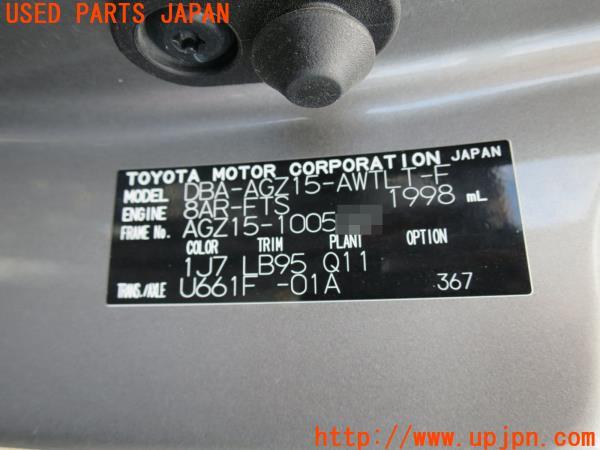 USED PARTS JAPAN
TOYOTA MOTOR CORPORATION JAPAN
MODEL DBA-AGZ15-AWTLT-F
ENGINE 8AR-FTS 1998 mL
FRAME No. AGZ15-1005
COLOR TRIM PLANT OPTION
1J7 LB95 Q11
TRANS./AXLE U661F -01A 367
http://www.upjpn.com